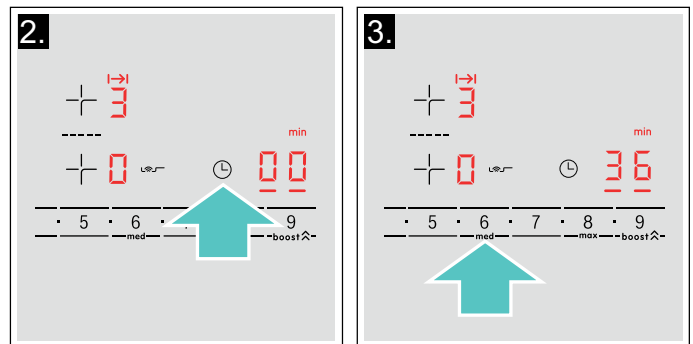 2.
3
min
0 00
· 5 · 6 · 9
med boost
3.
3
min
0 36
· 5 · 6 · 7 · 8 · 9
med max boost